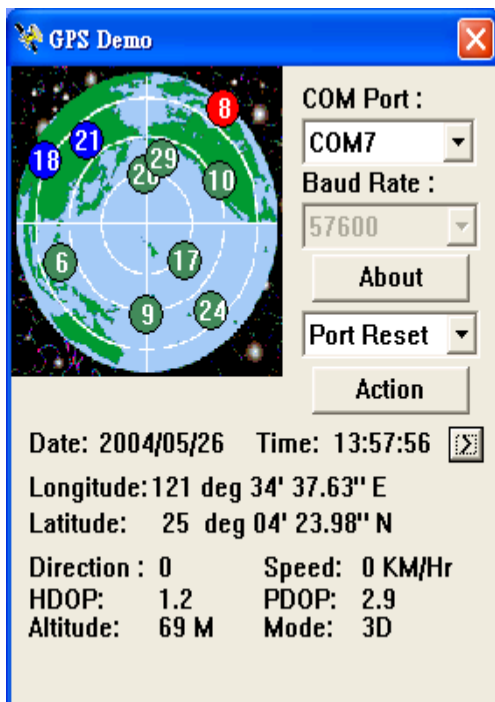 GPS Demo
8
21
18
29
10
6
17
9
24
COM Port :
COM7
Baud Rate :
57600
About
Port Reset
Action
Date: 2004/05/26 Time: 13:57:56
Longitude: 121 deg 34' 37.63" E
Latitude: 25 deg 04' 23.98" N
Direction : 0 Speed: 0 KM/Hr
HDOP: 1.2 PDOP: 2.9
Altitude: 69 M Mode: 3D